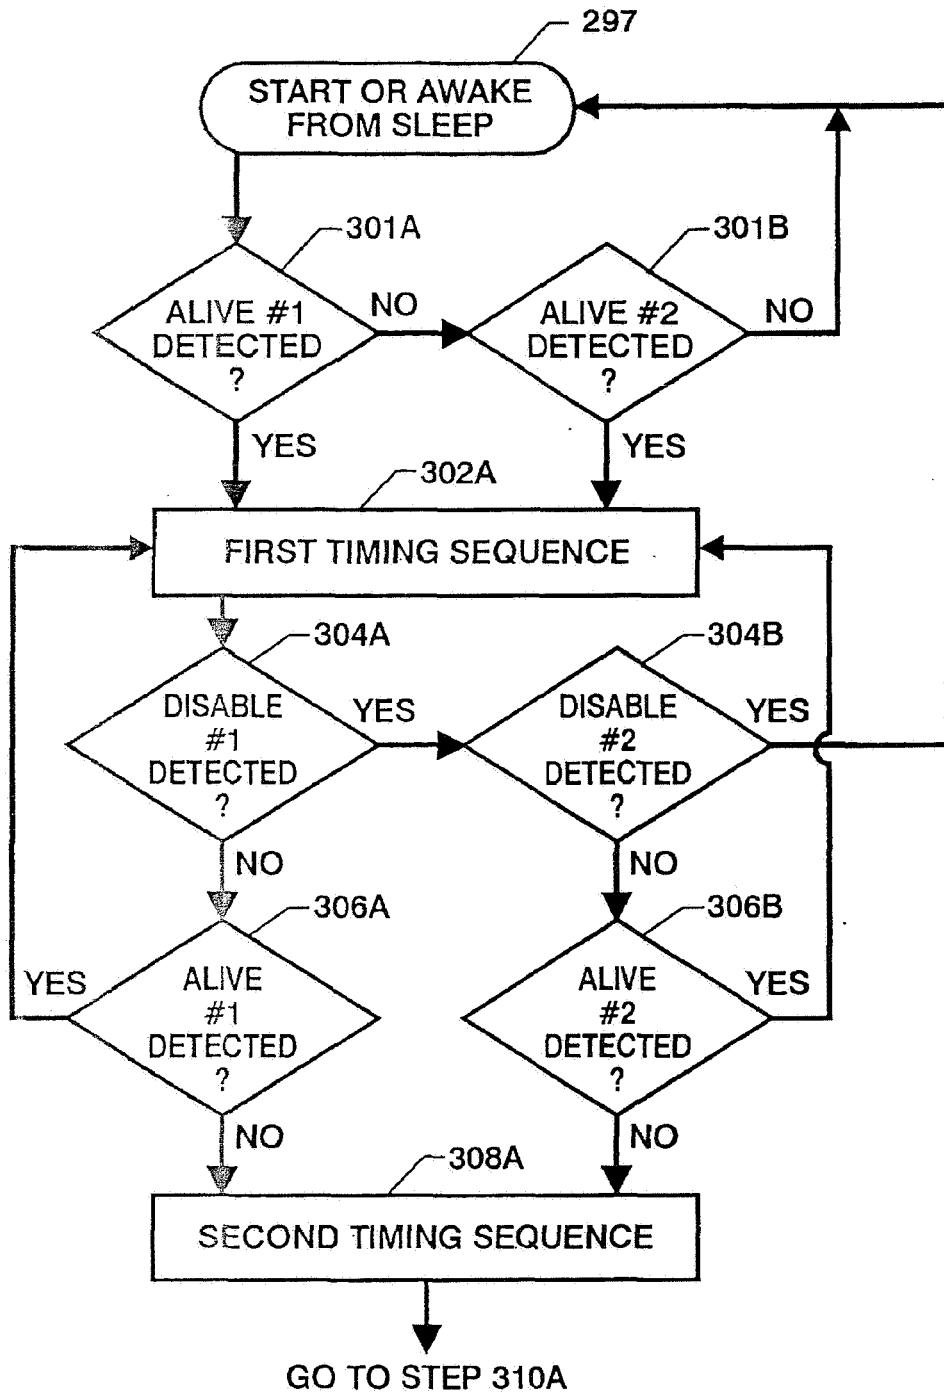 297
START OR AWAKE
FROM SLEEP
301A
301B
ALIVE #1
DETECTED
?
NO
ALIVE #2
DETECTED
?
NO
YES
YES
302A
FIRST TIMING SEQUENCE
304A
304B
DISABLE
#1
DETECTED
?
YES
DISABLE
#2
DETECTED
?
YES
NO
NO
306A
306B
YES
ALIVE
#1
DETECTED
?
ALIVE
#2
DETECTED
?
YES
NO
NO
308A
SECOND TIMING SEQUENCE
GO TO STEP 310A